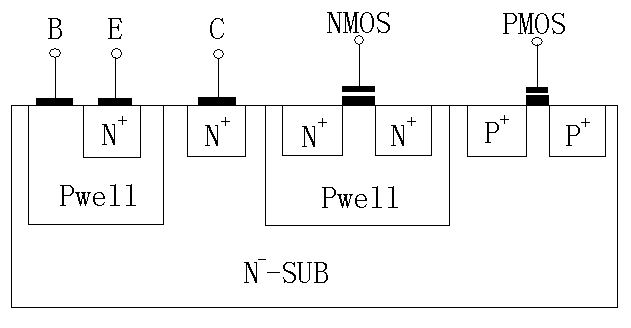 B E C NMOS PMOS
N⁺ N⁺ N⁺ N⁺ P⁺ P⁺
Pwell Pwell
N⁻-SUB